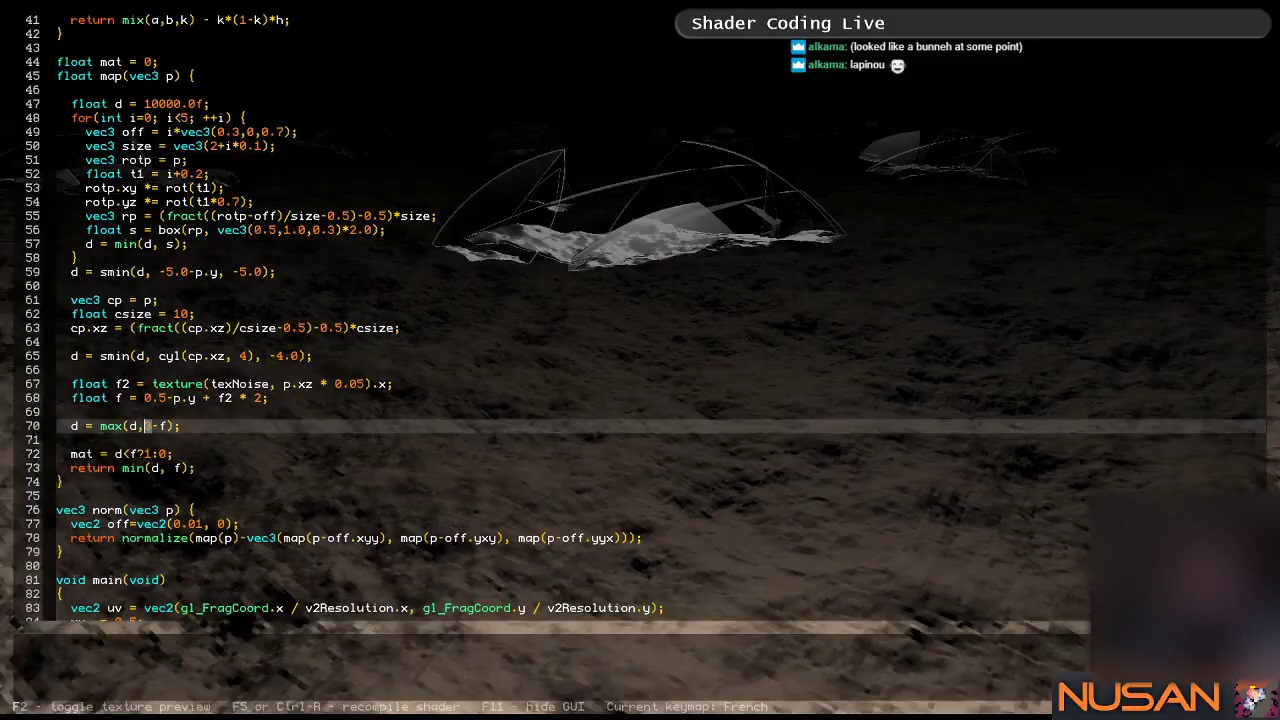 41 return mix(a,b,k) - k*(1-k)*h;
42 }
43
44 float mat = 0;
45 float map(vec3 p) {
46
47 float d = 10000.0f;
48 for(int i=0; i<5; ++i) {
49 vec3 off = i*vec3(0.3,0,0.7);
50 vec3 size = vec3(2+i*0.1);
51 vec3 rotp = p;
52 float t1 = i+0.2;
53 rotp.xy *= rot(t1);
54 rotp.yz *= rot(t1*0.7);
55 vec3 rp = (fract((rotp-off)/size-0.5)-0.5)*size;
56 float s = box(rp, vec3(0.5,1.0,0.3)*2.0);
57 d = min(d, s);
58 }
59 d = smin(d, -5.0-p.y, -5.0);
60
61 vec3 cp = p;
62 float csize = 10;
63 cp.xz = (fract((cp.xz)/csize-0.5)-0.5)*csize;
64
65 d = smin(d, cyl(cp.xz, 4), -4.0);
66
67 float f2 = texture(texNoise, p.xz * 0.05).x;
68 float f = 0.5-p.y + f2 * 2;
69
70 d = max(d, -f);
71
72 mat = d<f?1:0;
73 return min(d, f);
74 }
75
76 vec3 norm(vec3 p) {
77 vec2 off=vec2(0.01, 0);
78 return normalize(map(p)-vec3(map(p-off.xyy), map(p-off.yxy), map(p-off.yyx)));
79 }
80
81 void main(void)
82 {
83 vec2 uv = vec2(gl_FragCoord.x / v2Resolution.x, gl_FragCoord.y / v2Resolution.y);
Shader Coding Live
alkama: (looked like a bunneh at some point)
alkama: lapinou
F2 - toggle texture preview F5 or Ctrl-R - recompile shader F11 - hide GUI Current keymap: French
NUSAN